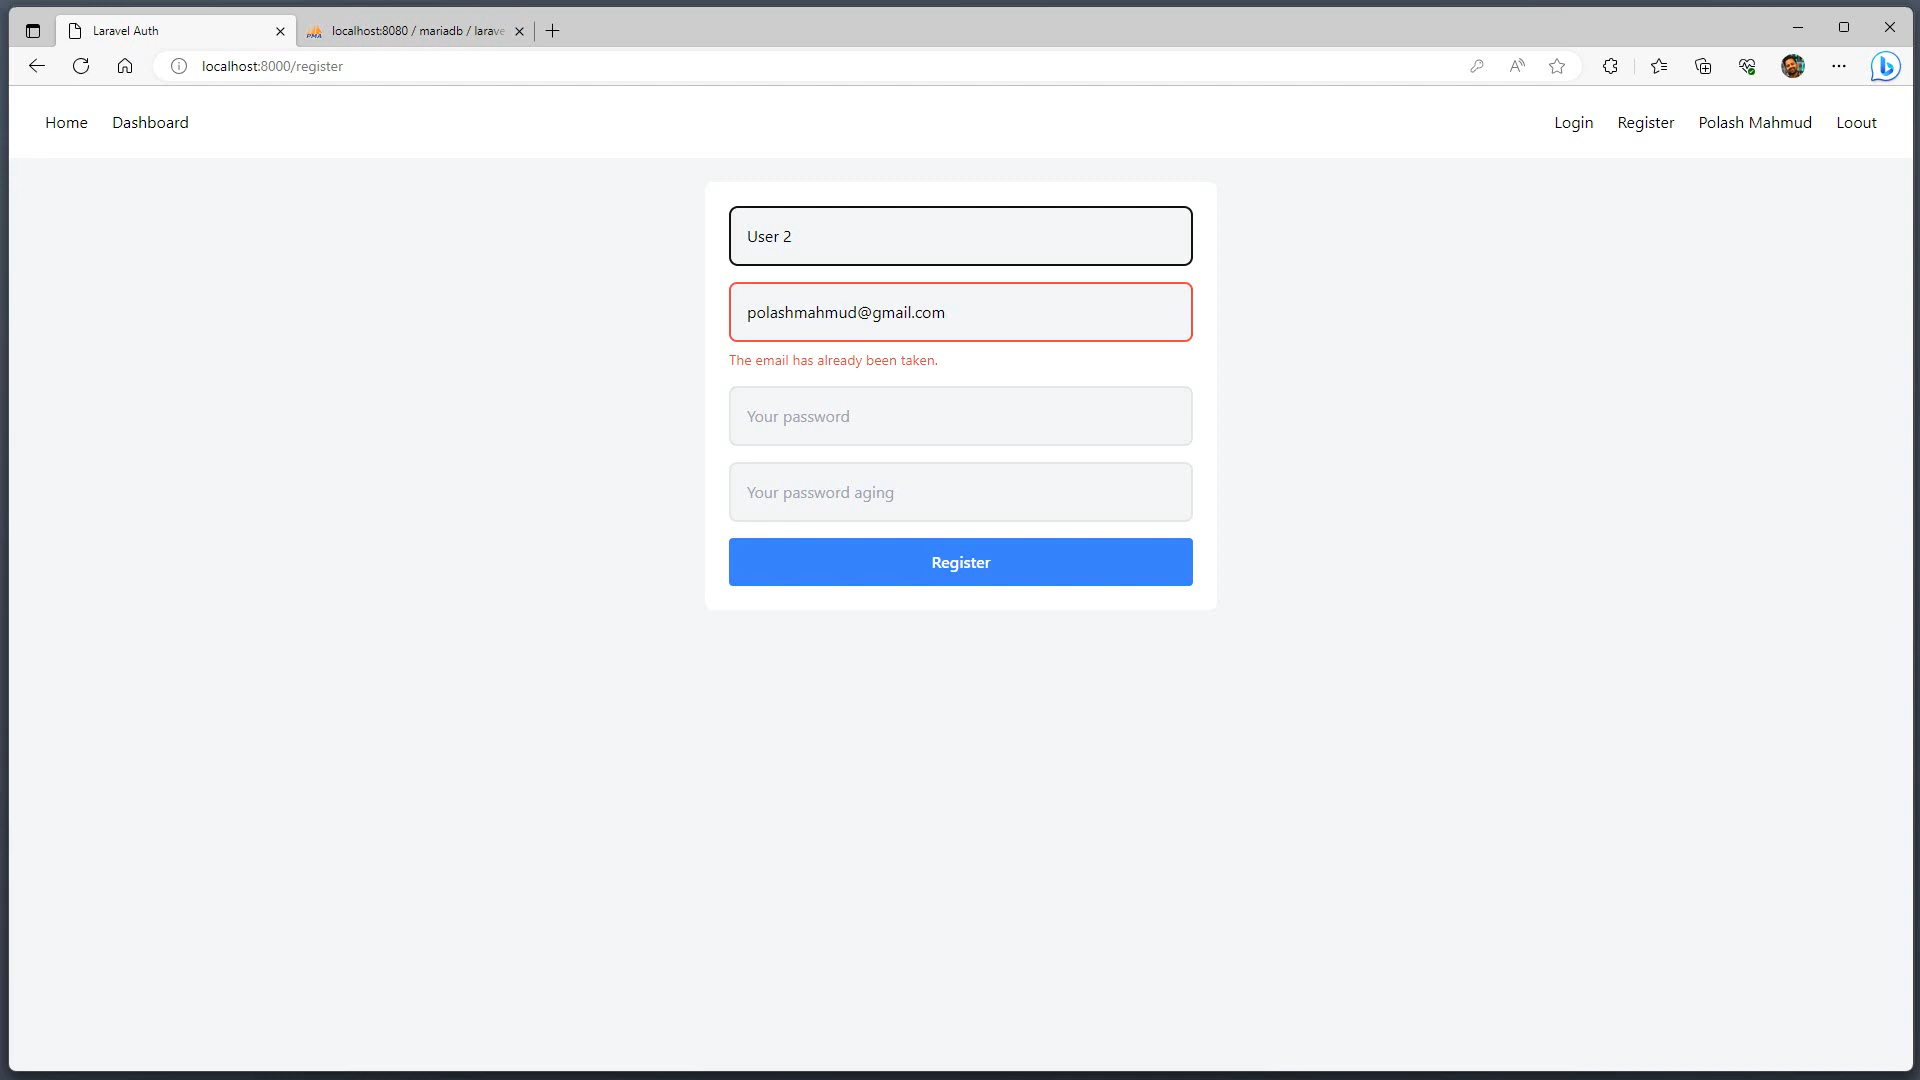 Laravel Auth
localhost:8080 / mariadb / larave
localhost:8000/register
Home Dashboard
Login Register Polash Mahmud Loout
User 2
polashmahmud@gmail.com
The email has already been taken.
Your password
Your password aging
Register